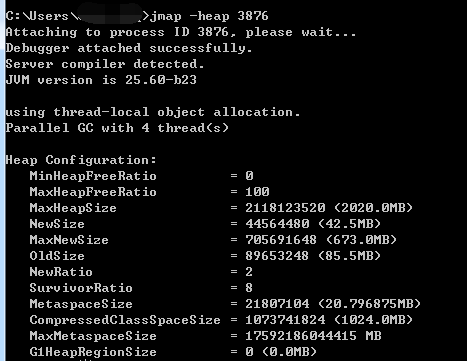 C:\Users\ >jmap -heap 3876
Attaching to process ID 3876, please wait...
Debugger attached successfully.
Server compiler detected.
JVM version is 25.60-b23
using thread-local object allocation.
Parallel GC with 4 thread(s)
Heap Configuration:
MinHeapFreeRatio = 0
MaxHeapFreeRatio = 100
MaxHeapSize = 2118123520 (2020.0MB)
NewSize = 44564480 (42.5MB)
MaxNewSize = 705691648 (673.0MB)
OldSize = 89653248 (85.5MB)
NewRatio = 2
SurvivorRatio = 8
MetaspaceSize = 21807104 (20.796875MB)
CompressedClassSpaceSize = 1073741824 (1024.0MB)
MaxMetaspaceSize = 17592186044415 MB
G1HeapRegionSize = 0 (0.0MB)